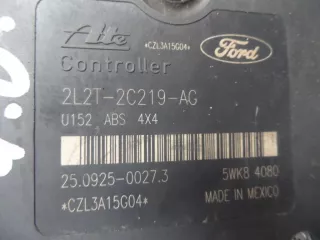 Ate
*CZL3A15G04*
Ford
Controller
2L2T-2C219-AG
U152 ABS 4X4
25.0925-0027.3
5WK8 4080
*CZL3A15G04*
MADE IN MEXICO